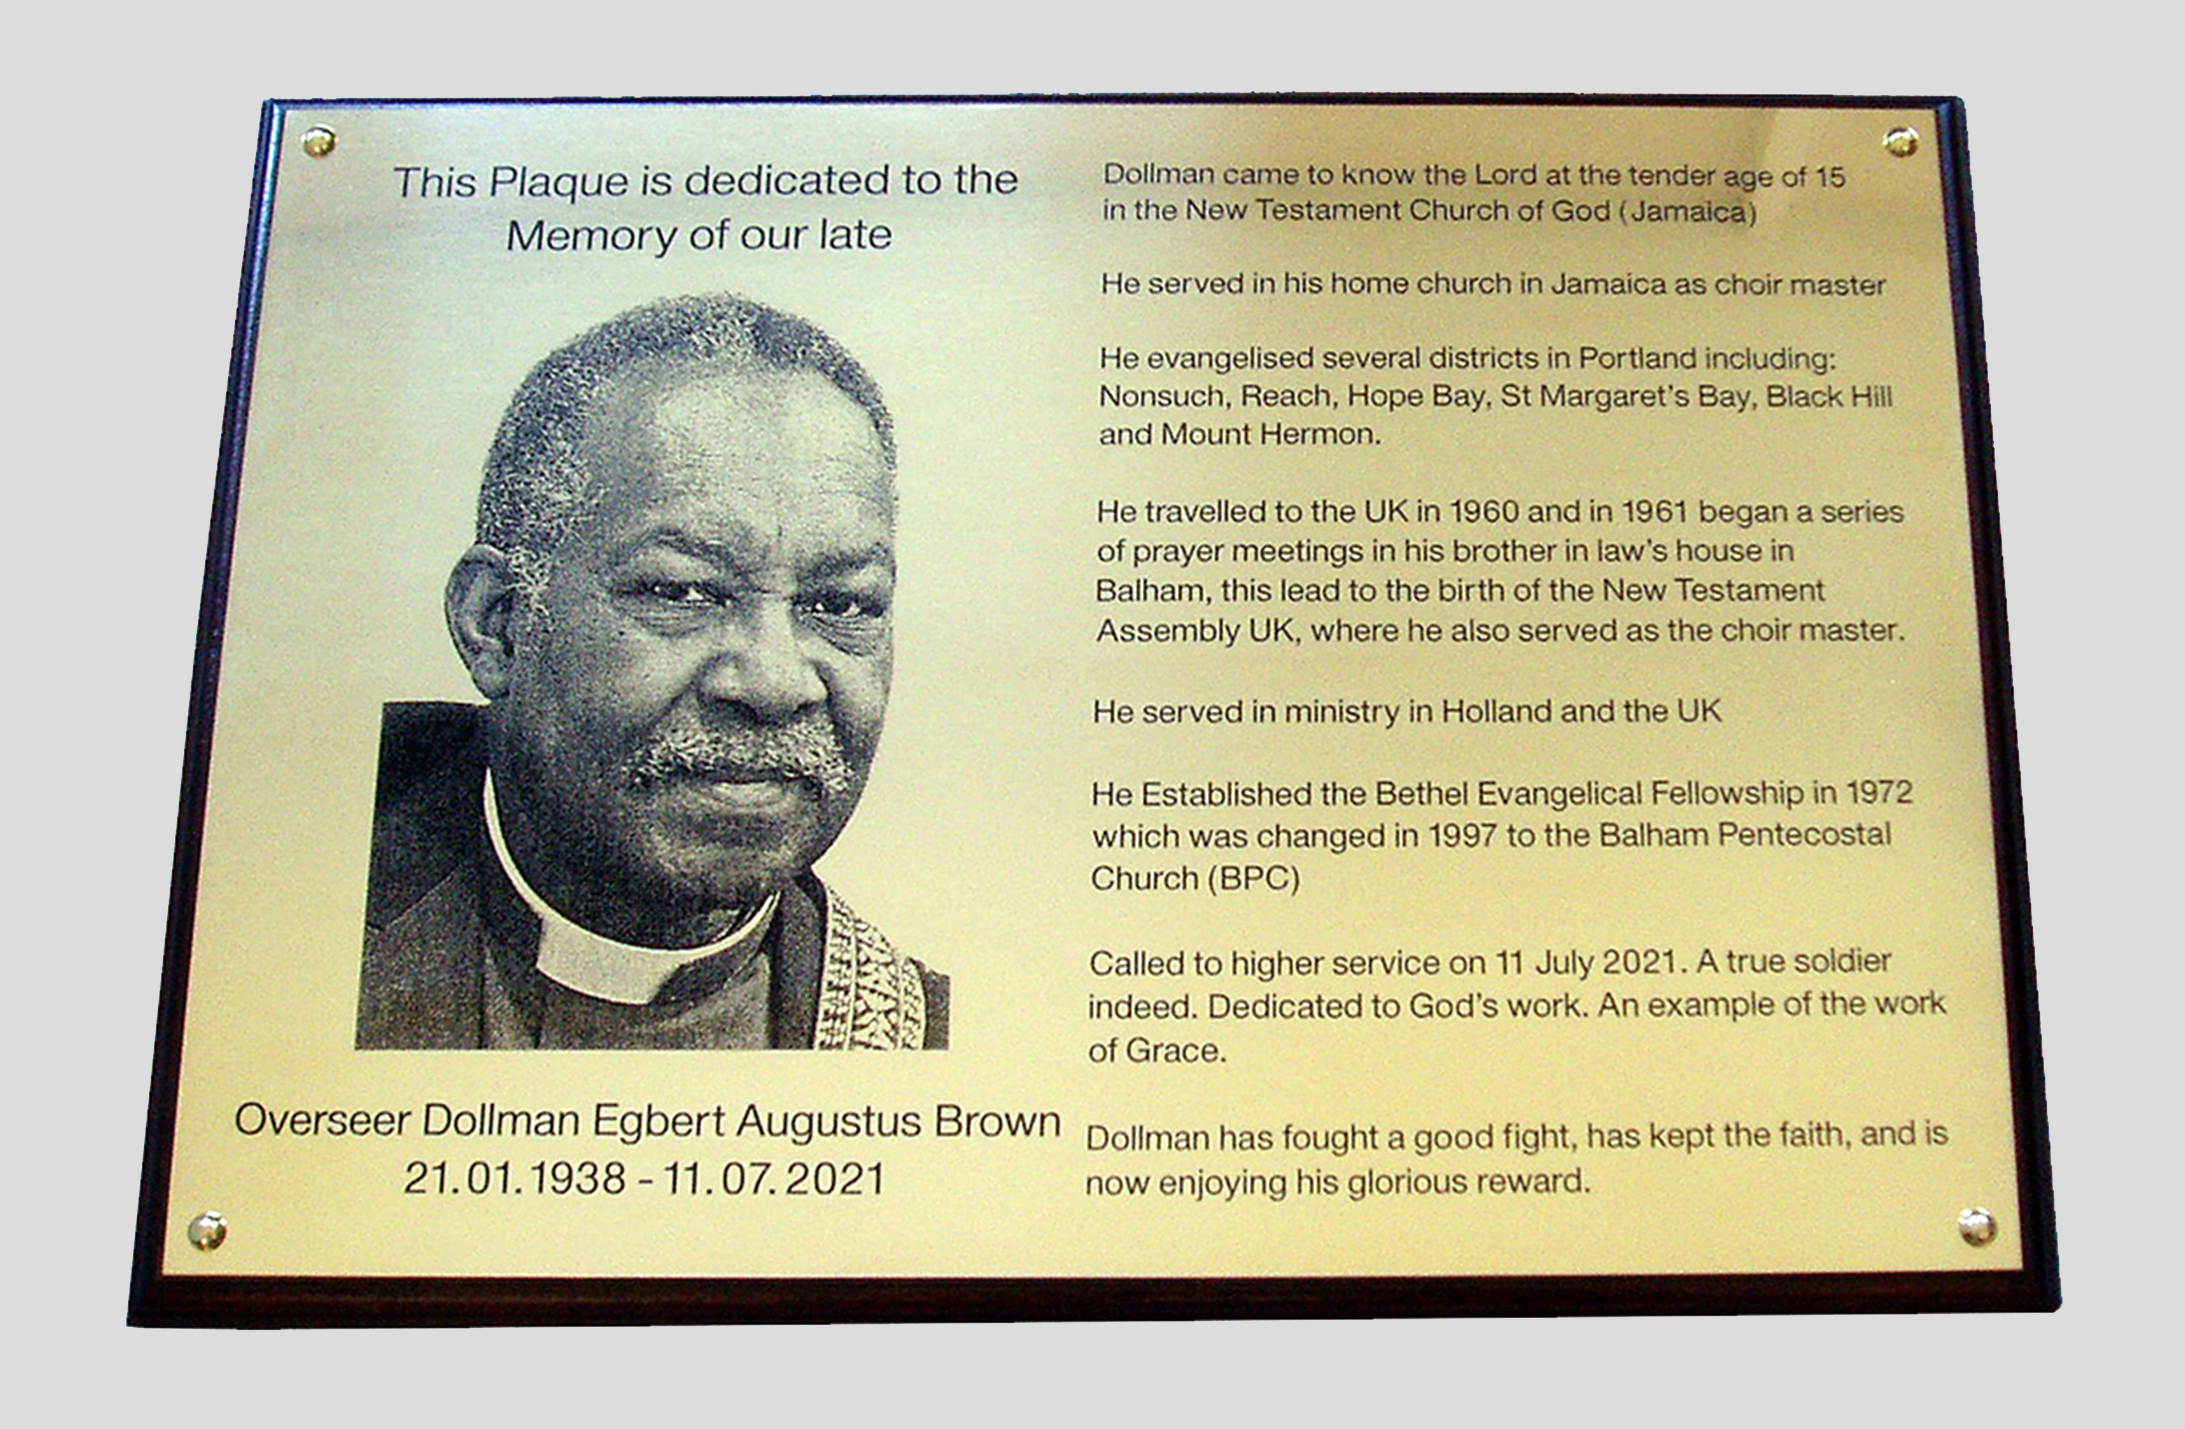 This Plaque is dedicated to the
Memory of our late
Overseer Dollman Egbert Augustus Brown
21.01.1938 - 11.07.2021
Dollman came to know the Lord at the tender age of 15
in the New Testament Church of God (Jamaica)
He served in his home church in Jamaica as choir master
He evangelised several districts in Portland including:
Nonsuch, Reach, Hope Bay, St Margaret's Bay, Black Hill
and Mount Hermon.
He travelled to the UK in 1960 and in 1961 began a series
of prayer meetings in his brother in law's house in
Balham, this lead to the birth of the New Testament
Assembly UK, where he also served as the choir master.
He served in ministry in Holland and the UK
He Established the Bethel Evangelical Fellowship in 1972
which was changed in 1997 to the Balham Pentecostal
Church (BPC)
Called to higher service on 11 July 2021. A true soldier
indeed. Dedicated to God's work. An example of the work
of Grace.
Dollman has fought a good fight, has kept the faith, and is
now enjoying his glorious reward.